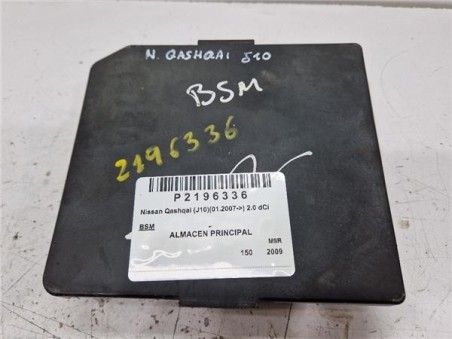 N. QASHQAI J10
BSM
2196336
P2196336
Nissan Qashqai (J10)(01.2007->) 2.0 dCi
BSM
-
ALMACEN PRINCIPAL
MSR
150 2009